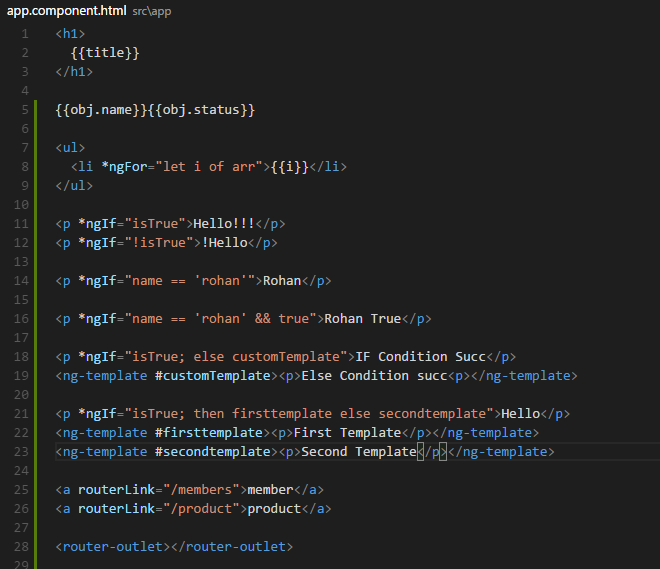 app.component.html src\app
1 <h1>
2 {{title}}
3 </h1>
4
5 {{obj.name}}{{obj.status}}
6
7 <ul>
8 <li *ngFor="let i of arr">{{i}}</li>
9 </ul>
10
11 <p *ngIf="isTrue">Hello!!!</p>
12 <p *ngIf="!isTrue">!Hello</p>
13
14 <p *ngIf="name == 'rohan'">Rohan</p>
15
16 <p *ngIf="name == 'rohan' && true">Rohan True</p>
17
18 <p *ngIf="isTrue; else customTemplate">IF Condition Succ</p>
19 <ng-template #customTemplate><p>Else Condition succ<p></ng-template>
20
21 <p *ngIf="isTrue; then firsttemplate else secondtemplate">Hello</p>
22 <ng-template #firsttemplate><p>First Template</p></ng-template>
23 <ng-template #secondtemplate><p>Second Template</p></ng-template>
24
25 <a routerLink="/members">member</a>
26 <a routerLink="/product">product</a>
27
28 <router-outlet></router-outlet>
29